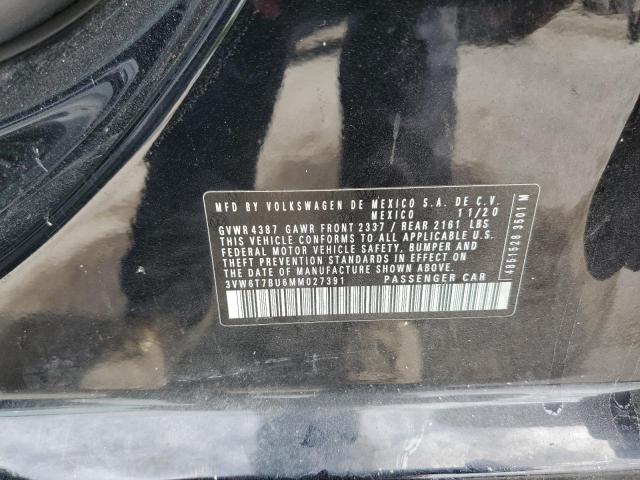 MFD BY VOLKSWAGEN DE MEXICO S.A. DE C.V.
MEXICO 11/20
GVWR 4387 GAWR FRONT 2337 / REAR 2161 LBS
THIS VEHICLE CONFORMS TO ALL APPLICABLE U.S.
FEDERAL MOTOR VEHICLE SAFETY, BUMPER AND
THEFT PREVENTION STANDARDS IN EFFECT ON
THE DATE OF MANUFACTURE SHOWN ABOVE.
3VW6T7BU6MM027391 PASSENGER CAR
4851528 3501 M